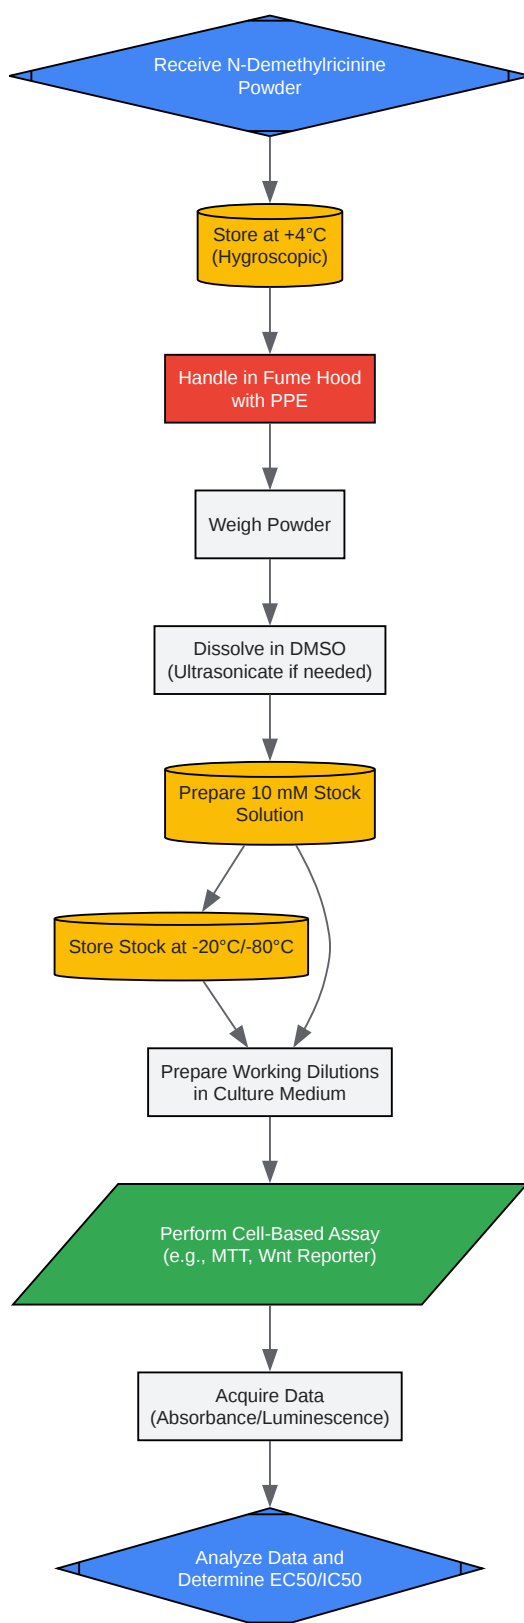 Receive N-Demethylricinine
Powder
Store at +4°C
(Hygroscopic)
Handle in Fume Hood
with PPE
Weigh Powder
Dissolve in DMSO
(Ultrasonicate if needed)
Prepare 10 mM Stock
Solution
Store Stock at -20°C/-80°C
Prepare Working Dilutions
in Culture Medium
Perform Cell-Based Assay
(e.g., MTT, Wnt Reporter)
Acquire Data
(Absorbance/Luminescence)
Analyze Data and
Determine EC50/IC50